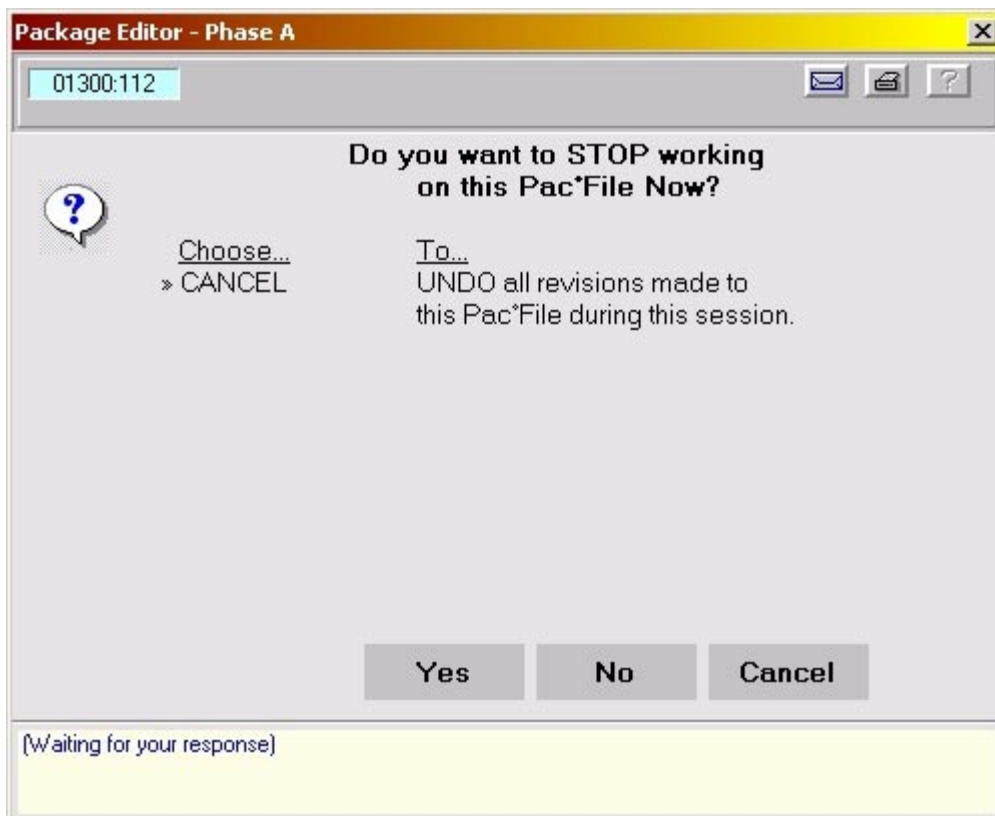 Package Editor - Phase A
01300:112
Do you want to STOP working
on this Pac*File Now?
Choose... To...
» CANCEL UNDO all revisions made to
this Pac*File during this session.
Yes No Cancel
(Waiting for your response)